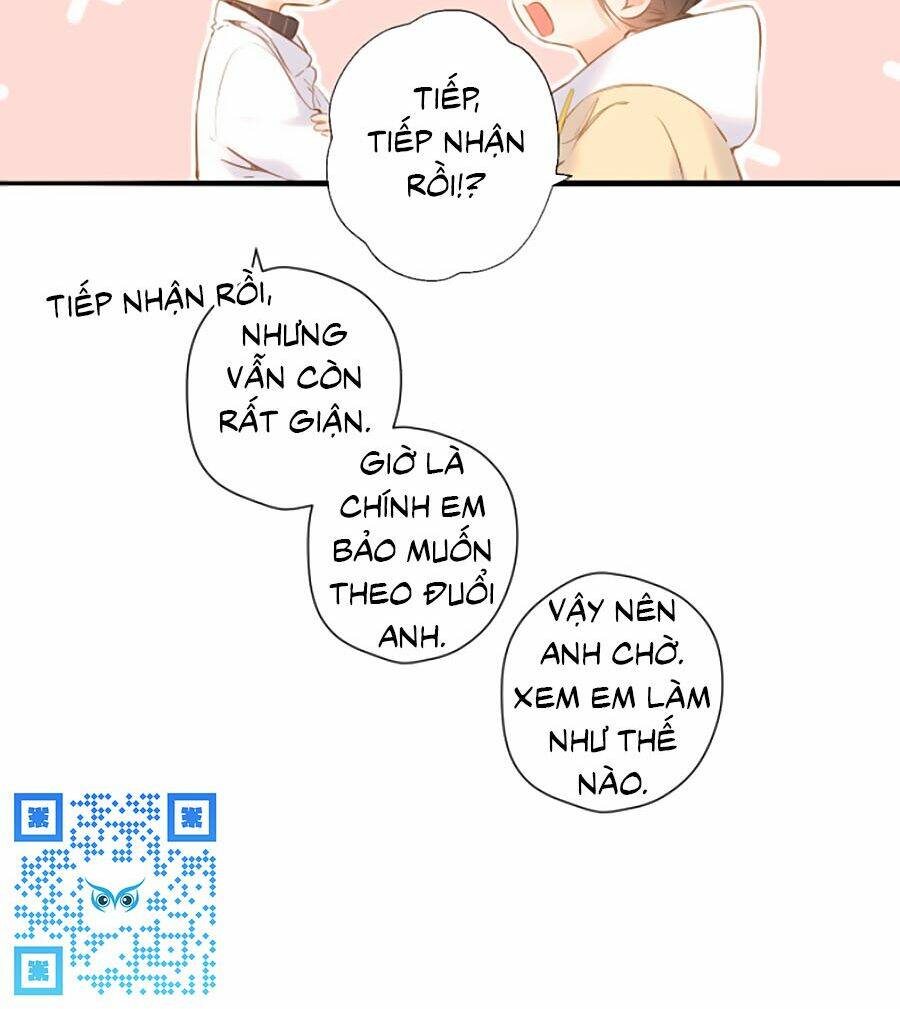 TIẾP,
TIẾP NHẬN
RỒI!?
TIẾP NHẬN RỒI,
NHƯNG
VẪN CÒN
RẤT GIẬN.
GIỜ LÀ
CHÍNH EM
BẢO MUỐN
THEO ĐUỔI
ANH.
VẬY NÊN
ANH CHỜ.
XEM EM LÀM
NHƯ THẾ
NÀO.